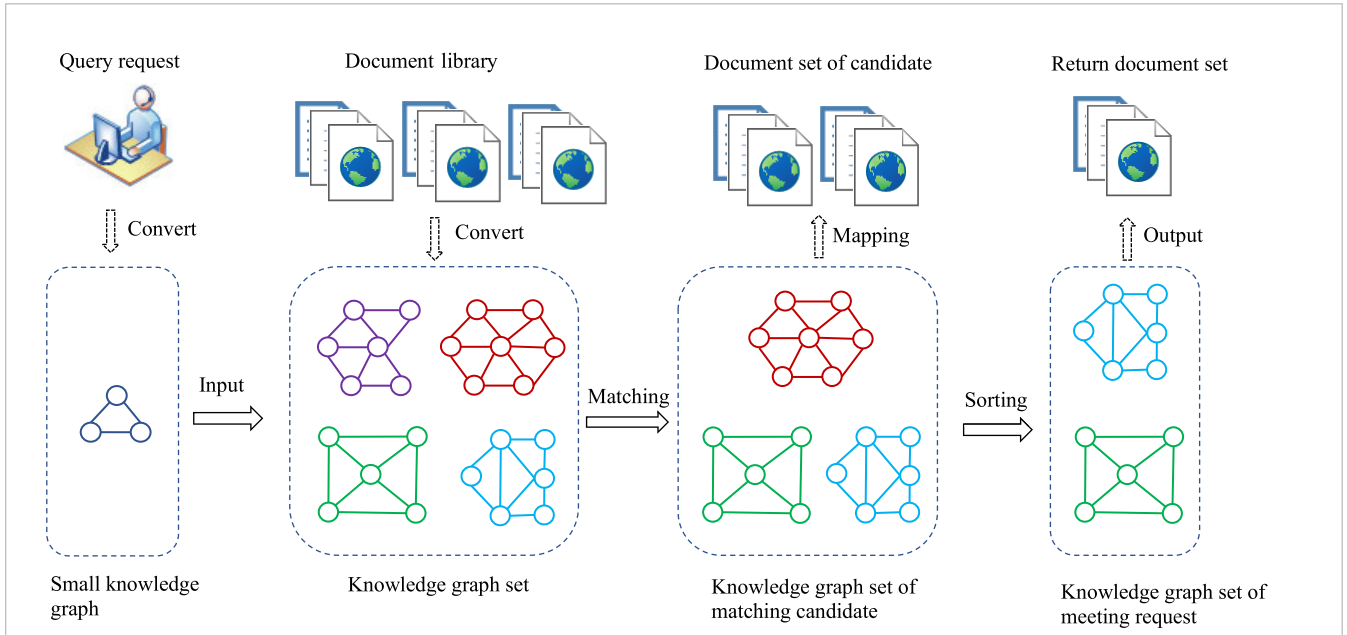 Query request
Document library
Document set of candidate
Return document set
Convert
Convert
Mapping
Output
Input
Matching
Sorting
Small knowledge
graph
Knowledge graph set
Knowledge graph set of
matching candidate
Knowledge graph set of
meeting request